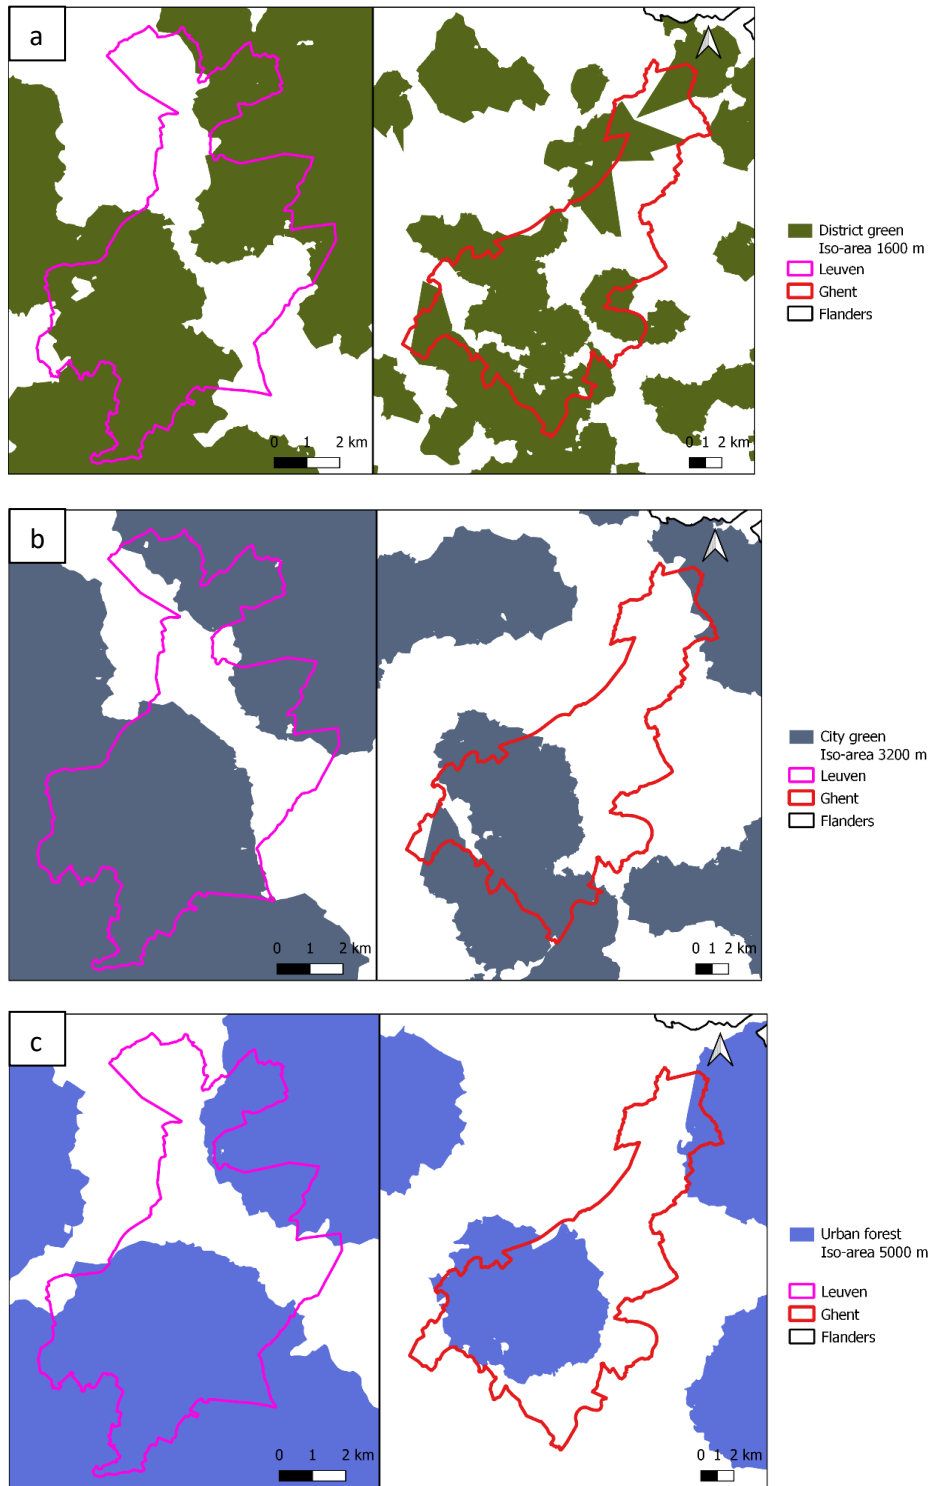 a
District green
Iso-area 1600 m
Leuven
Ghent
Flanders
0 1 2 km
0 1 2 km
b
City green
Iso-area 3200 m
Leuven
Ghent
Flanders
0 1 2 km
0 1 2 km
c
Urban forest
Iso-area 5000 m
Leuven
Ghent
Flanders
0 1 2 km
0 1 2 km